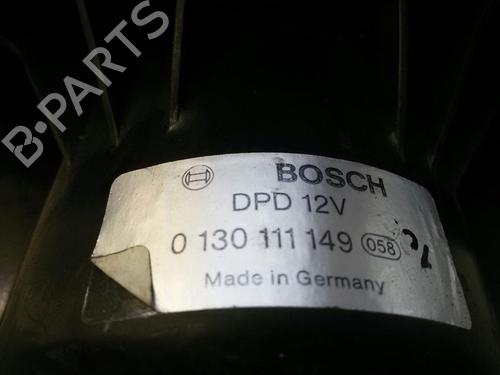 B-PARTS
BOSCH
DPD 12V
0 130 111 149 058
Made in Germany